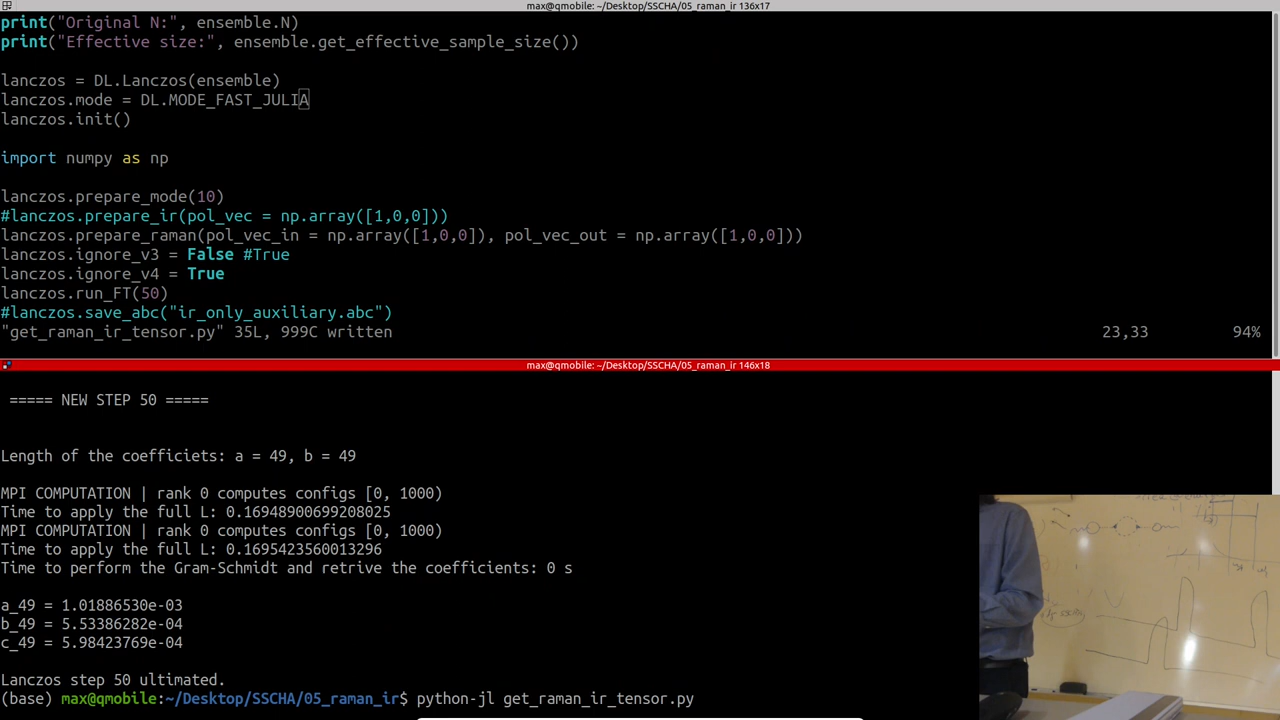 max@qmobile: ~/Desktop/SSCHA/05_raman_ir 136x17
print("Original N:", ensemble.N)
print("Effective size:", ensemble.get_effective_sample_size())
lanczos = DL.Lanczos(ensemble)
lanczos.mode = DL.MODE_FAST_JULIA
lanczos.init()
import numpy as np
lanczos.prepare_mode(10)
#lanczos.prepare_ir(pol_vec = np.array([1,0,0]))
lanczos.prepare_raman(pol_vec_in = np.array([1,0,0]), pol_vec_out = np.array([1,0,0]))
lanczos.ignore_v3 = False #True
lanczos.ignore_v4 = True
lanczos.run_FT(50)
#lanczos.save_abc("ir_only_auxiliary.abc")
"get_raman_ir_tensor.py" 35L, 999C written 23,33 94%
max@qmobile: ~/Desktop/SSCHA/05_raman_ir 146x18
===== NEW STEP 50 =====
Length of the coefficiets: a = 49, b = 49
MPI COMPUTATION | rank 0 computes configs [0, 1000)
Time to apply the full L: 0.16948900699208025
MPI COMPUTATION | rank 0 computes configs [0, 1000)
Time to apply the full L: 0.1695423560013296
Time to perform the Gram-Schmidt and retrive the coefficients: 0 s
a_49 = 1.01886530e-03
b_49 = 5.53386282e-04
c_49 = 5.98423769e-04
Lanczos step 50 ultimated.
(base) max@qmobile:~/Desktop/SSCHA/05_raman_ir$ python-jl get_raman_ir_tensor.py